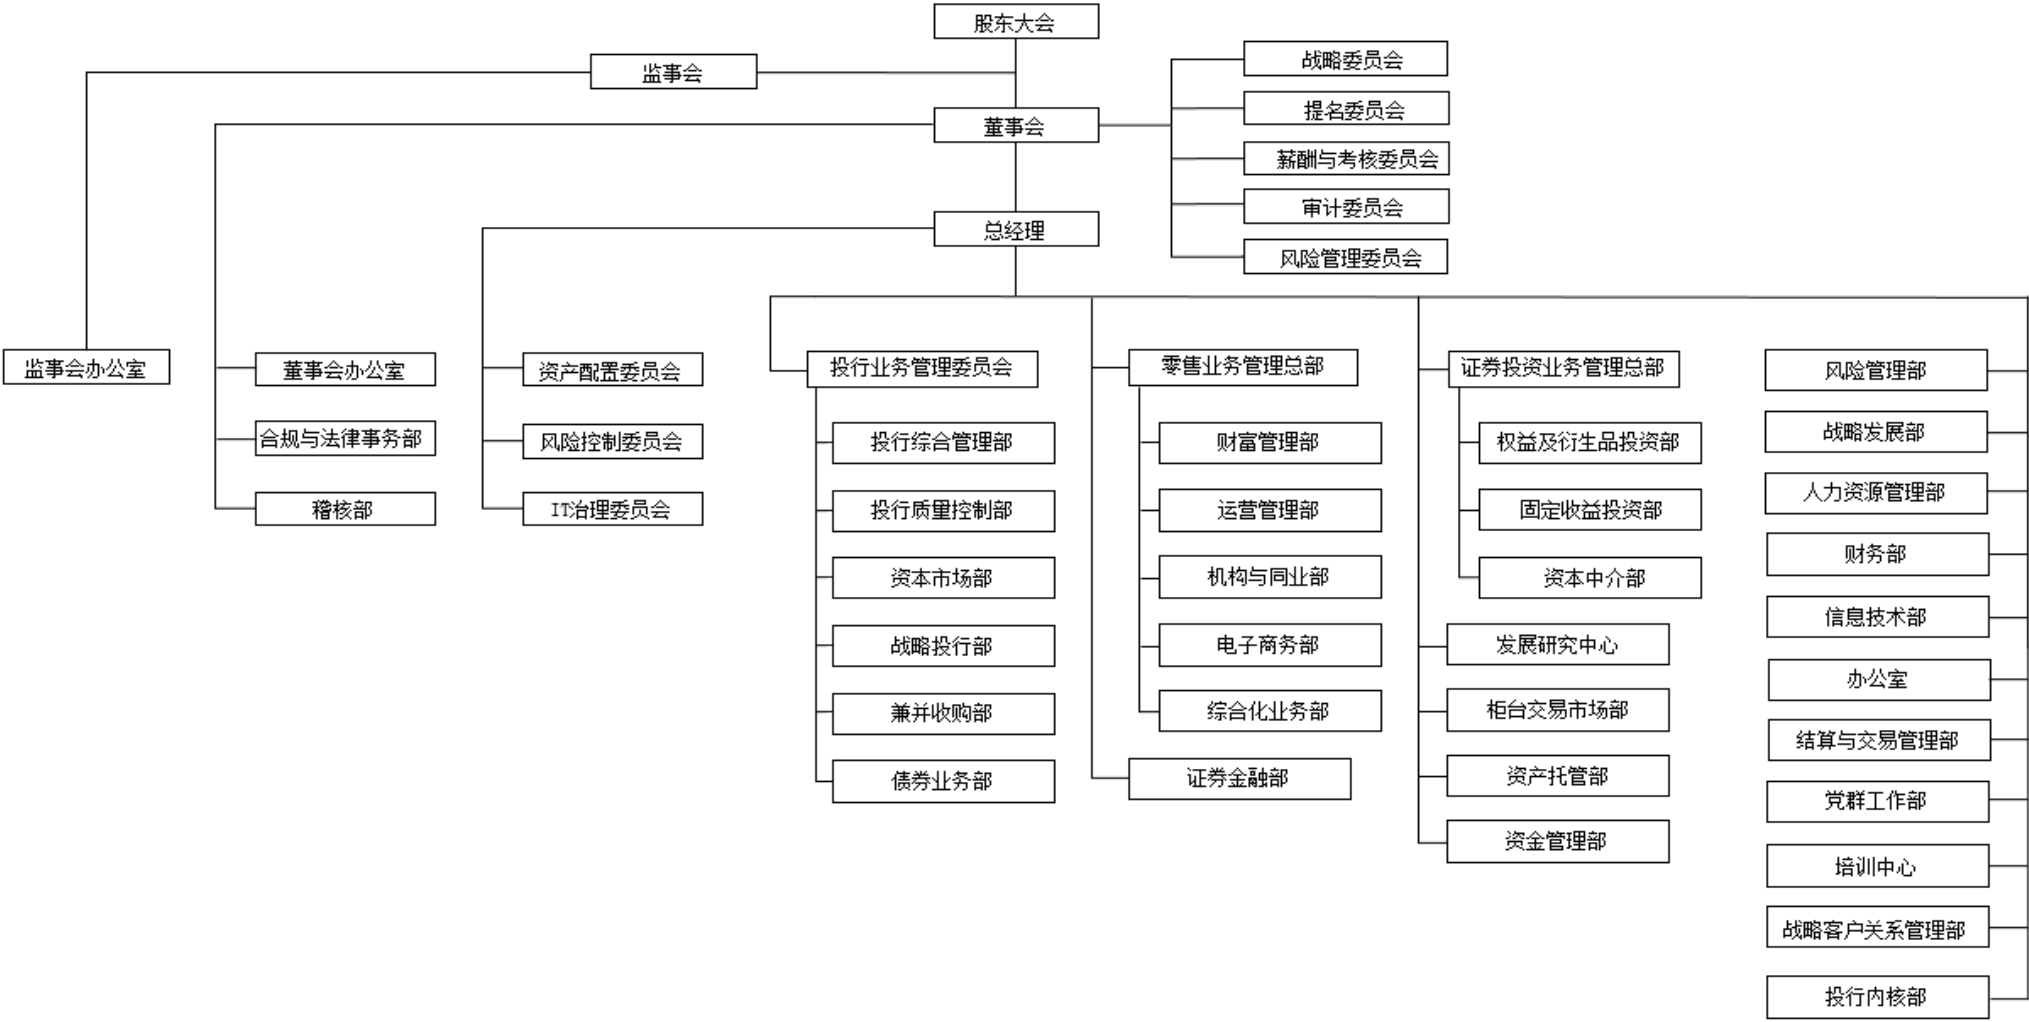 股东大会
监事会
战略委员会
提名委员会
董事会
薪酬与考核委员会
审计委员会
总经理
风险管理委员会
监事会办公室
董事会办公室
合规与法律事务部
稽核部
资产配置委员会
风险控制委员会
IT治理委员会
投行业务管理委员会
投行综合管理部
投行质量控制部
资本市场部
战略投行部
兼并收购部
债券业务部
零售业务管理总部
财富管理部
运营管理部
机构与同业部
电子商务部
综合化业务部
证券金融部
证券投资业务管理总部
权益及衍生品投资部
固定收益投资部
资本中介部
发展研究中心
柜台交易市场部
资产托管部
资金管理部
风险管理部
战略发展部
人力资源管理部
财务部
信息技术部
办公室
结算与交易管理部
党群工作部
培训中心
战略客户关系管理部
投行内核部